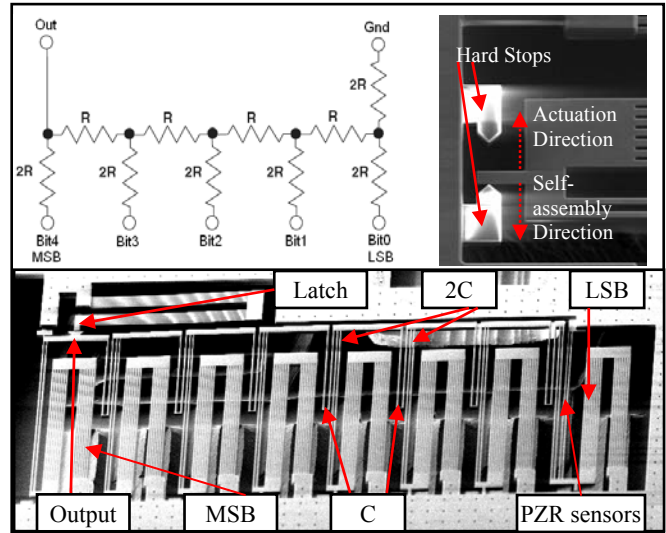 Out
Gnd
2R
R
R
R
R
2R
2R
2R
2R
2R
Bit4
MSB
Bit3
Bit2
Bit1
Bit0
LSB
Hard Stops
Actuation
Direction
Self-
assembly
Direction
Latch
2C
LSB
Output
MSB
C
PZR sensors